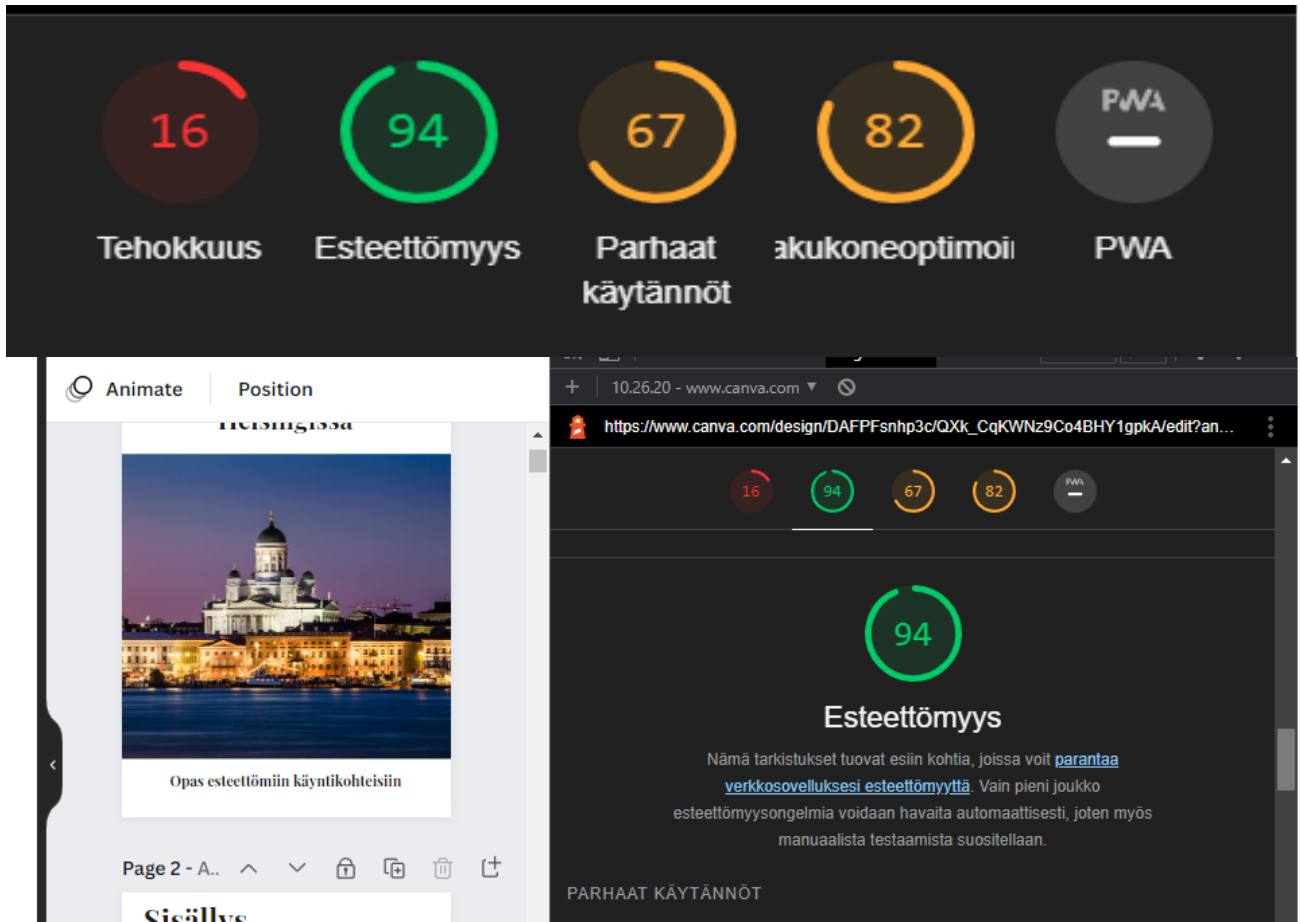 16
94
67
82
PWA
Tehokkuus
Esteettömyys
Parhaat
käytännöt
akukoneoptimoi
PWA
Animate
Position
Helsingissä
Opas esteettömiin käyntikohteisiin
Page 2 - A..
Sisällys
10.26.20 - www.canva.com
https://www.canva.com/design/DAFPFsnhp3c/QXk_CqKWNz9Co4BHY1gpkA/edit?an...
16
94
67
82
PWA
94
Esteettömyys
Nämä tarkistukset tuovat esiin kohtia, joissa voit parantaa
verkkosovelluksesi esteettömyyttä. Vain pieni joukko
esteettömyysongelmia voidaan havaita automaattisesti, joten myös
manuaalista testaamista suositellaan.
PARHAAT KÄYTÄNNÖT